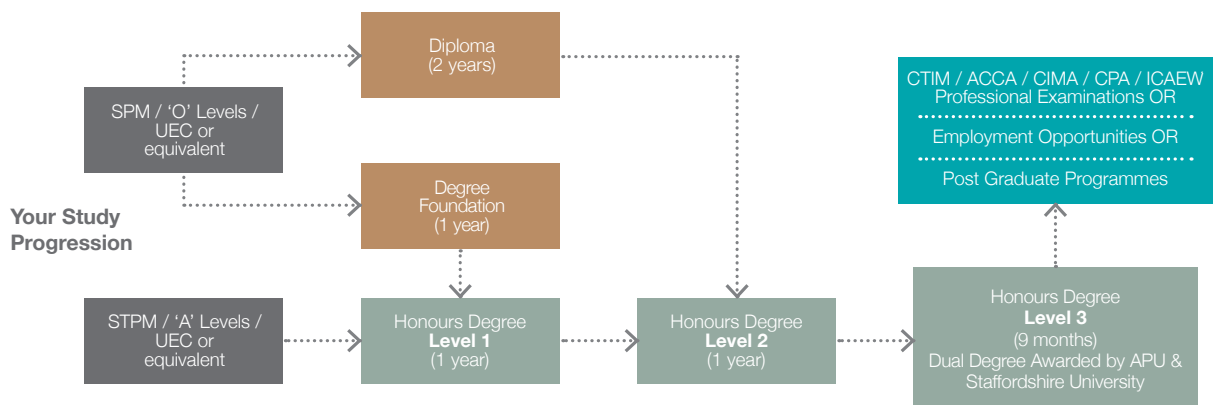 Your Study
Progression
SPM / ‘O’ Levels /
UEC or
equivalent
Diploma
(2 years)
Degree
Foundation
(1 year)
STPM / ‘A’ Levels /
UEC or
equivalent
Honours Degree
Level 1
(1 year)
Honours Degree
Level 2
(1 year)
Honours Degree
Level 3
(9 months)
Dual Degree Awarded by APU &
Staffordshire University
CTIM / ACCA / CIMA / CPA / ICAEW
Professional Examinations OR
Employment Opportunities OR
Post Graduate Programmes